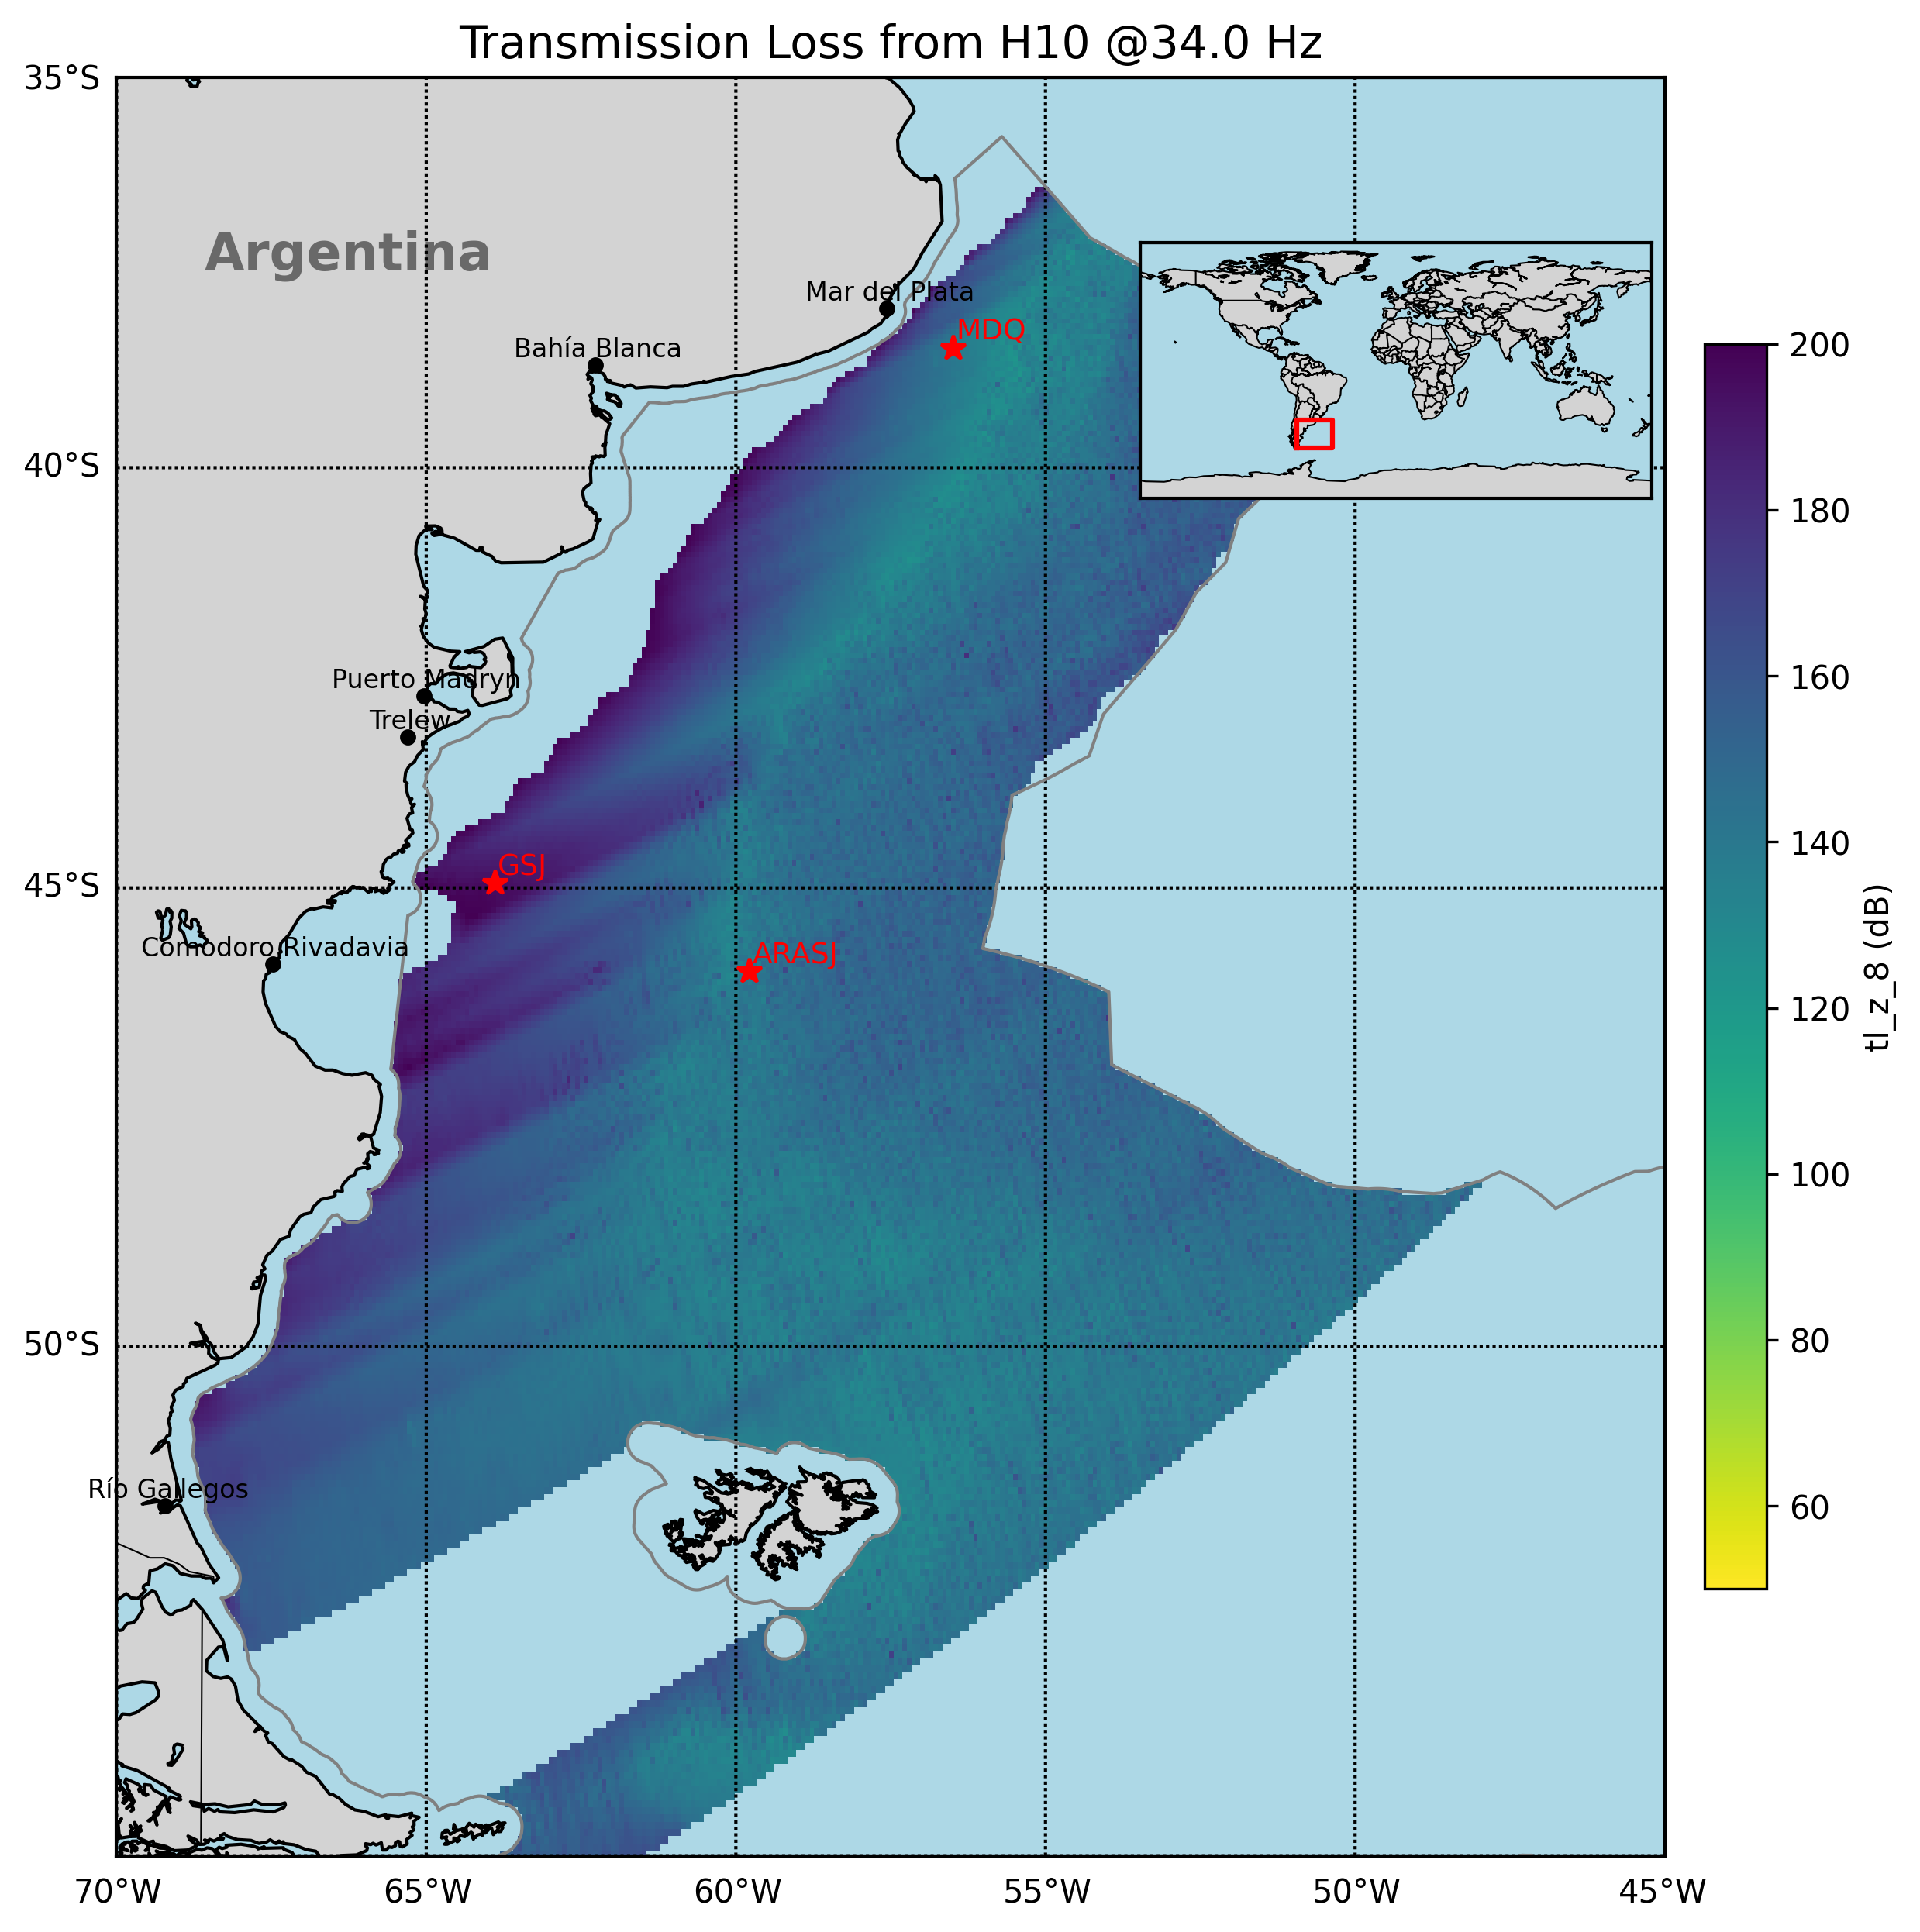 Transmission Loss from H10 @34.0 Hz
35°S
Argentina
Mar del Plata
MDQ
Bahía Blanca
200
40°S
180
Puerto Madryn
160
Trelew
140
GSJ
45°S
tl_z_8 (dB)
Comodoro Rivadavia
ARASJ
120
100
50°S
80
Río Gallegos
60
70°W
65°W
60°W
55°W
50°W
45°W